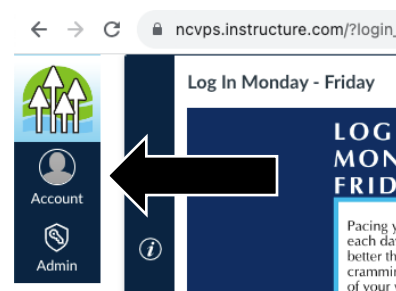 ncvps.instructure.com/?login_
Log In Monday - Friday
LOG
MON
FRID
Account
Pacing y
each da
better th
crammin
of your
Admin
i